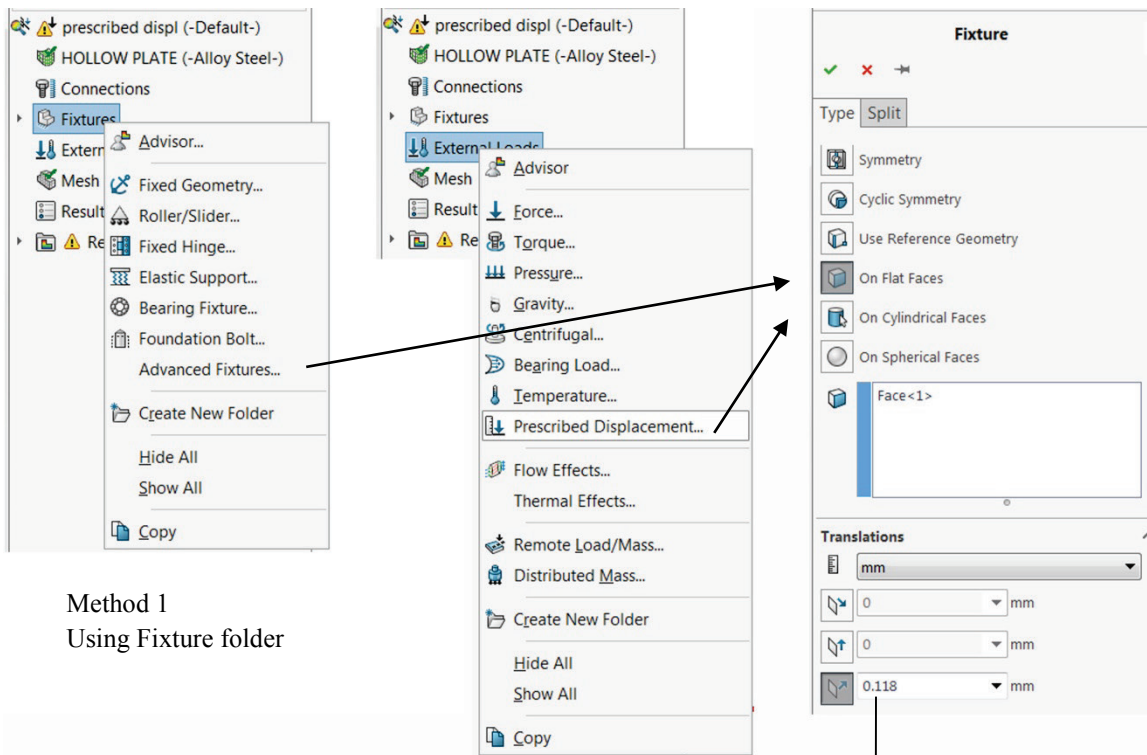 prescribed displ (-Default-)
HOLLOW PLATE (-Alloy Steel-)
Connections
Fixtures
Extern
Mesh
Result
Re
Advisor...
Fixed Geometry...
Roller/Slider...
Fixed Hinge...
Elastic Support...
Bearing Fixture...
Foundation Bolt...
Advanced Fixtures...
Create New Folder
Hide All
Show All
Copy
Method 1
Using Fixture folder
prescribed displ (-Default-)
HOLLOW PLATE (-Alloy Steel-)
Connections
Fixtures
External Loads
Mesh
Result
Re
Advisor
Force...
Torque...
Pressure...
Gravity...
Centrifugal...
Bearing Load...
Temperature...
Prescribed Displacement...
Flow Effects...
Thermal Effects...
Remote Load/Mass...
Distributed Mass...
Create New Folder
Hide All
Show All
Copy
Fixture
Type Split
Symmetry
Cyclic Symmetry
Use Reference Geometry
On Flat Faces
On Cylindrical Faces
On Spherical Faces
Face<1>
Translations
mm
0 mm
0 mm
0.118 mm